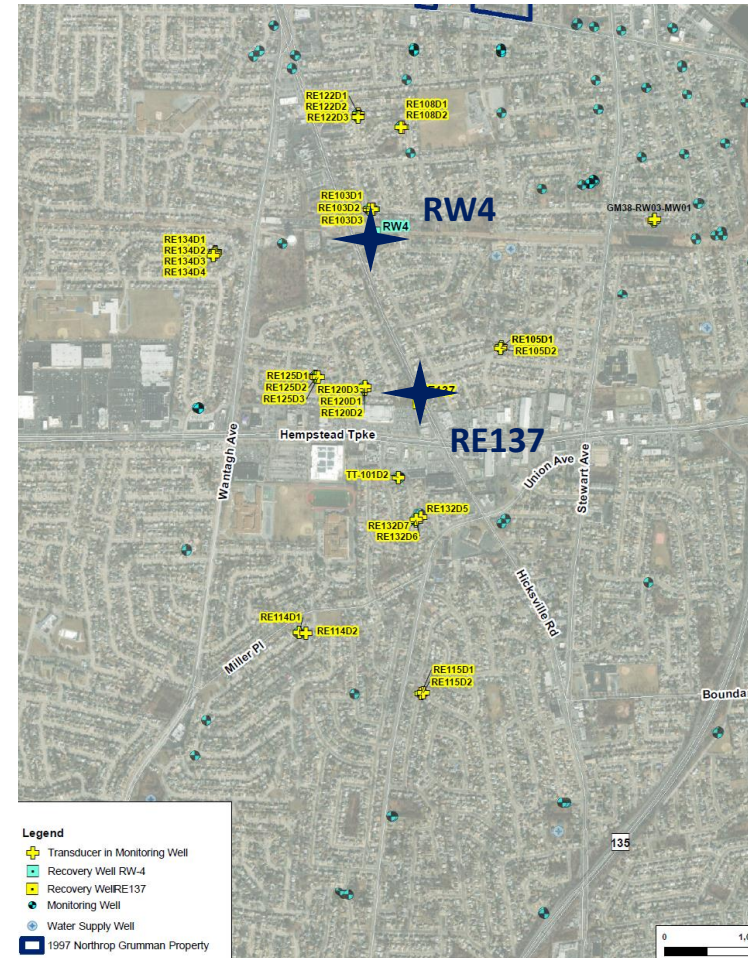 RE122D1
RE122D2
RE122D3
RE108D1
RE108D2
RE103D1
RE103D2
RE103D3
RW4
RW4
GM38-RW03-MW01
RE134D1
RE134D2
RE134D3
RE134D4
RE105D1
RE105D2
RE125D1
RE125D2
RE125D3
RE120D3
RE120D1
RE120D2
RE137
Hempstead Tpke
Wantagh Ave
Union Ave
Stewart Ave
TT-101D2
RE132D5
RE132D7
RE132D6
Hicksville Rd
RE114D1
RE114D2
Miller Pl
RE115D1
RE115D2
Bounda
135
Legend
Transducer in Monitoring Well
Recovery Well RW-4
Recovery WellRE137
Monitoring Well
Water Supply Well
1997 Northrop Grumman Property
0
1,0